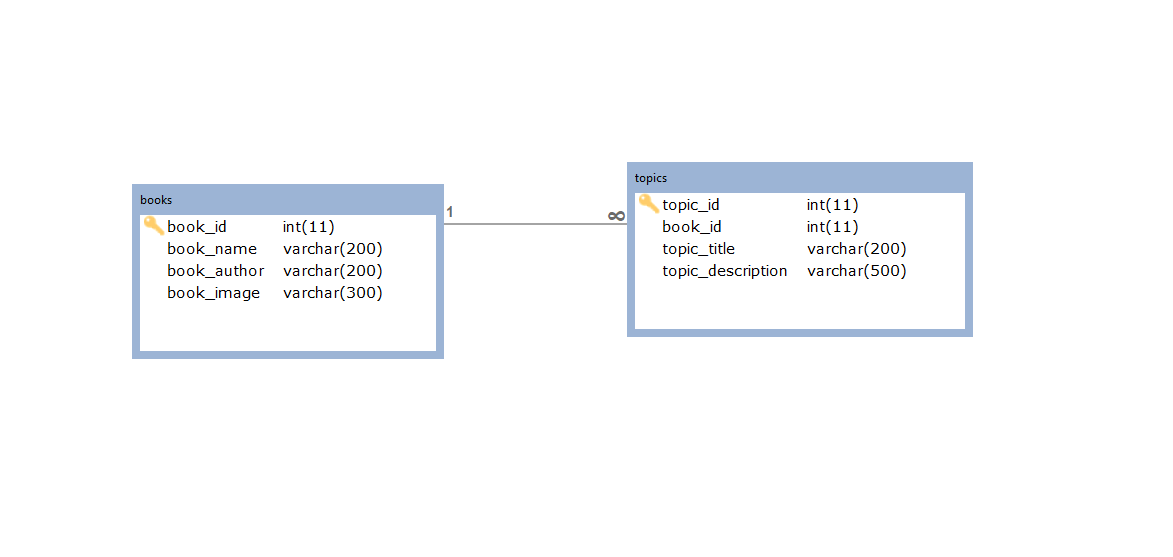 books
book_id int(11)
book_name varchar(200)
book_author varchar(200)
book_image varchar(300)
1 ∞
topics
topic_id int(11)
book_id int(11)
topic_title varchar(200)
topic_description varchar(500)